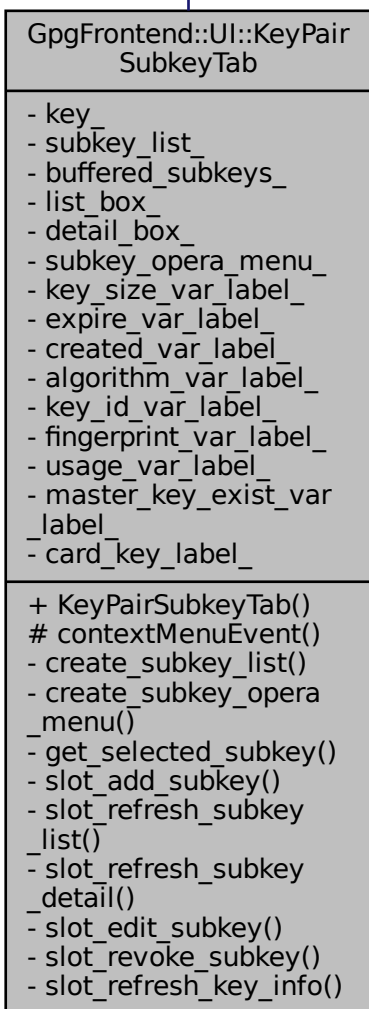 GpgFrontend::UI::KeyPair
SubkeyTab
- key_
- subkey_list_
- buffered_subkeys_
- list_box_
- detail_box_
- subkey_opera_menu_
- key_size_var_label_
- expire_var_label_
- created_var_label_
- algorithm_var_label_
- key_id_var_label_
- fingerprint_var_label_
- usage_var_label_
- master_key_exist_var
_label_
- card_key_label_
+ KeyPairSubkeyTab()
# contextMenuEvent()
- create_subkey_list()
- create_subkey_opera
_menu()
- get_selected_subkey()
- slot_add_subkey()
- slot_refresh_subkey
_list()
- slot_refresh_subkey
_detail()
- slot_edit_subkey()
- slot_revoke_subkey()
- slot_refresh_key_info()